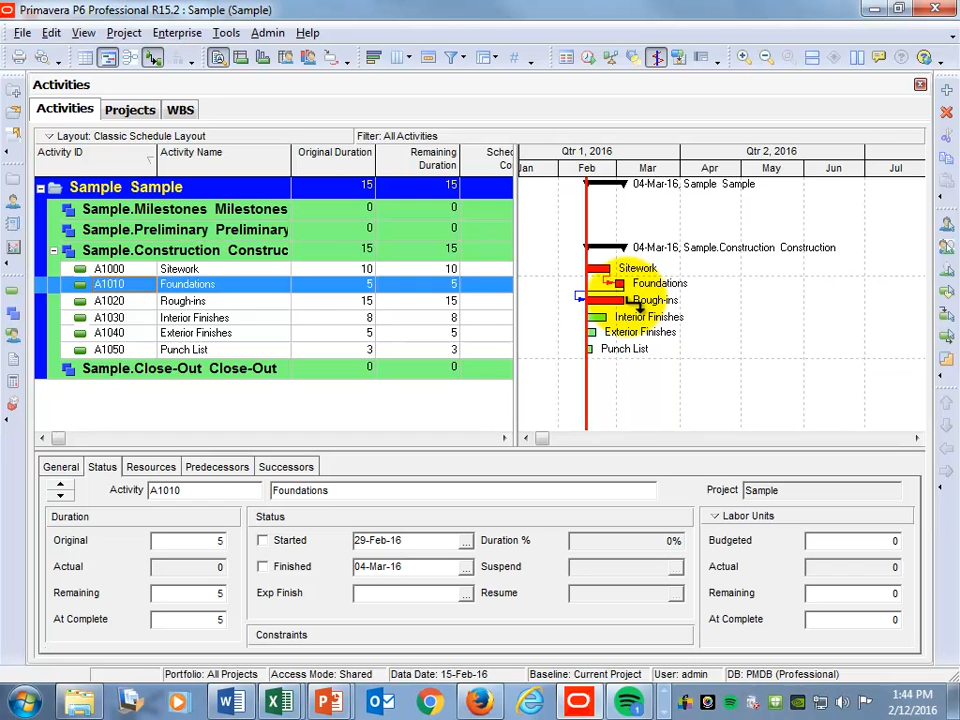 Primavera P6 Professional R15.2 : Sample (Sample)
File Edit View Project Enterprise Tools Admin Help
Activities
Activities Projects WBS
Layout: Classic Schedule Layout Filter: All Activities
Activity ID Activity Name Original Duration Remaining Duration Sched Co
Qtr 1, 2016 Qtr 2, 2016
Jan Feb Mar Apr May Jun Jul
Sample Sample 15 15 04-Mar-16, Sample Sample
Sample.Milestones Milestones 0 0
Sample.Preliminary Preliminary 0 0
Sample.Construction Construc 15 15 04-Mar-16, Sample.Construction Construction
A1000 Sitework 10 10 Sitework
A1010 Foundations 5 5 Foundations
A1020 Rough-ins 15 15 Rough-ins
A1030 Interior Finishes 8 8 Interior Finishes
A1040 Exterior Finishes 5 5 Exterior Finishes
A1050 Punch List 3 3 Punch List
Sample.Close-Out Close-Out 0 0
General Status Resources Predecessors Successors
Activity A1010 Foundations Project Sample
Duration Status Labor Units
Original 5 Started 29-Feb-16 ... Duration % 0% Budgeted 0
Actual 0 Finished 04-Mar-16 ... Suspend ... Actual 0
Remaining 5 Exp Finish ... Resume ... Remaining 0
At Complete 5 At Complete 0
Constraints
Portfolio: All Projects Access Mode: Shared Data Date: 15-Feb-16 Baseline: Current Project User: admin DB: PMDB (Professional)
1:44 PM
2/12/2016